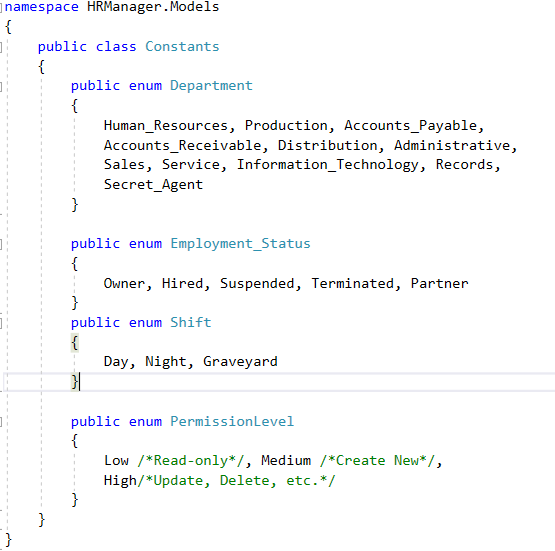 namespace HRManager.Models
{
public class Constants
{
public enum Department
{
Human_Resources, Production, Accounts_Payable,
Accounts_Receivable, Distribution, Administrative,
Sales, Service, Information_Technology, Records,
Secret_Agent
}
public enum Employment_Status
{
Owner, Hired, Suspended, Terminated, Partner
}
public enum Shift
{
Day, Night, Graveyard
}
public enum PermissionLevel
{
Low /*Read-only*/, Medium /*Create New*/,
High/*Update, Delete, etc.*/
}
}
}